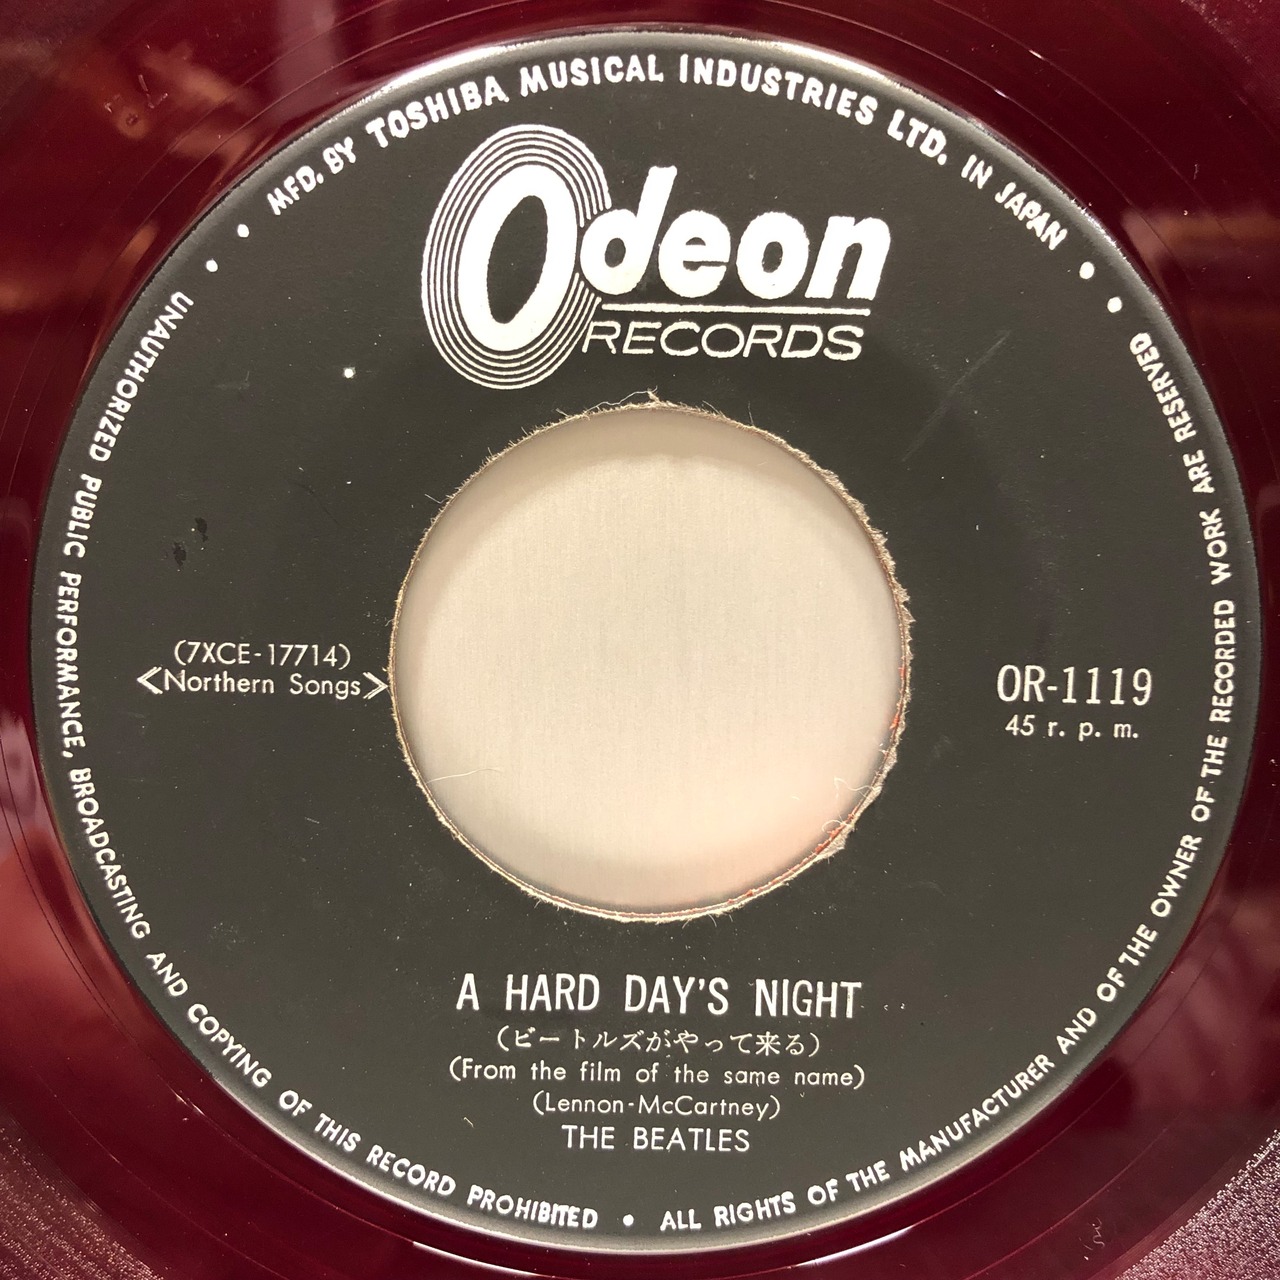 MFD. BY TOSHIBA MUSICAL INDUSTRIES LTD. IN JAPAN
Odeon
RECORDS
(7XCE-17714)
<Northern Songs>
OR-1119
45 r. p. m.
A HARD DAY'S NIGHT
(ビートルズがやって来る)
(From the film of the same name)
(Lennon-McCartney)
THE BEATLES
UNAUTHORIZED PUBLIC PERFORMANCE, BROADCASTING AND COPYING OF THIS RECORD PROHIBITED • ALL RIGHTS OF THE MANUFACTURER AND OF THE OWNER OF THE RECORDED WORK ARE RESERVED